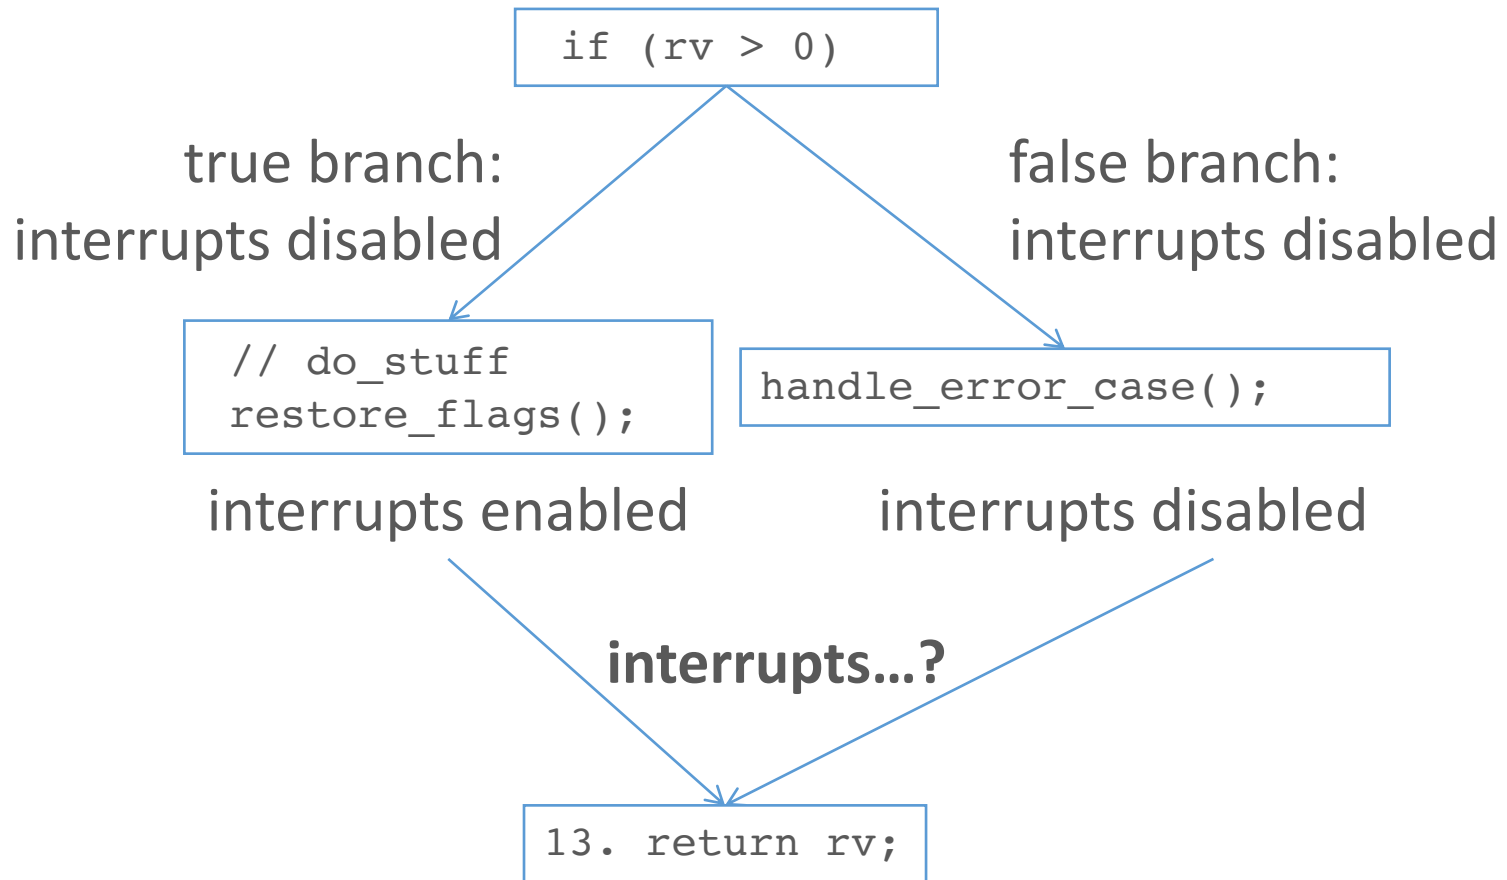 if (rv > 0)
true branch:
interrupts disabled
false branch:
interrupts disabled
// do_stuff
restore_flags();
handle_error_case();
interrupts enabled
interrupts disabled
interrupts…?
13. return rv;